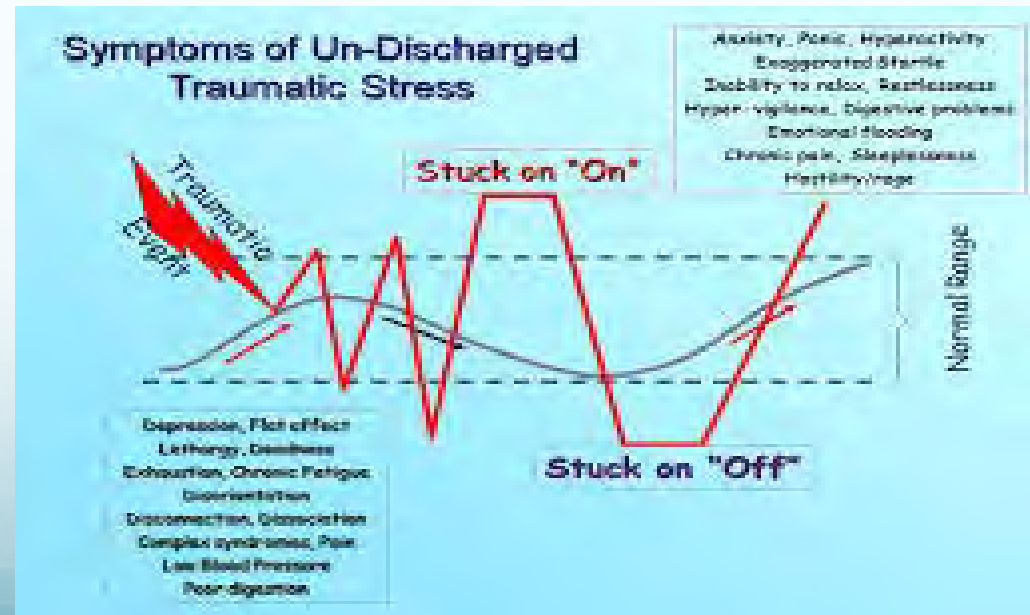 Symptoms of Un-Discharged
Traumatic Stress
Anxiety, Panic, Hyperactivity
Exaggerated Startle
Inability to relax, Restlessness
Hyper-vigilance, Digestive problems
Emotional flooding
Chronic pain, Sleeplessness
Hostility/rage
Stuck on "On"
Traumatic
Event
Normal Range
Stuck on "Off"
Depression, Flat affect
Lethargy, Deadness
Exhaustion, Chronic Fatigue
Disorientation
Disconnection, Dissociation
Complex syndromes, Pain
Low Blood Pressure
Poor digestion